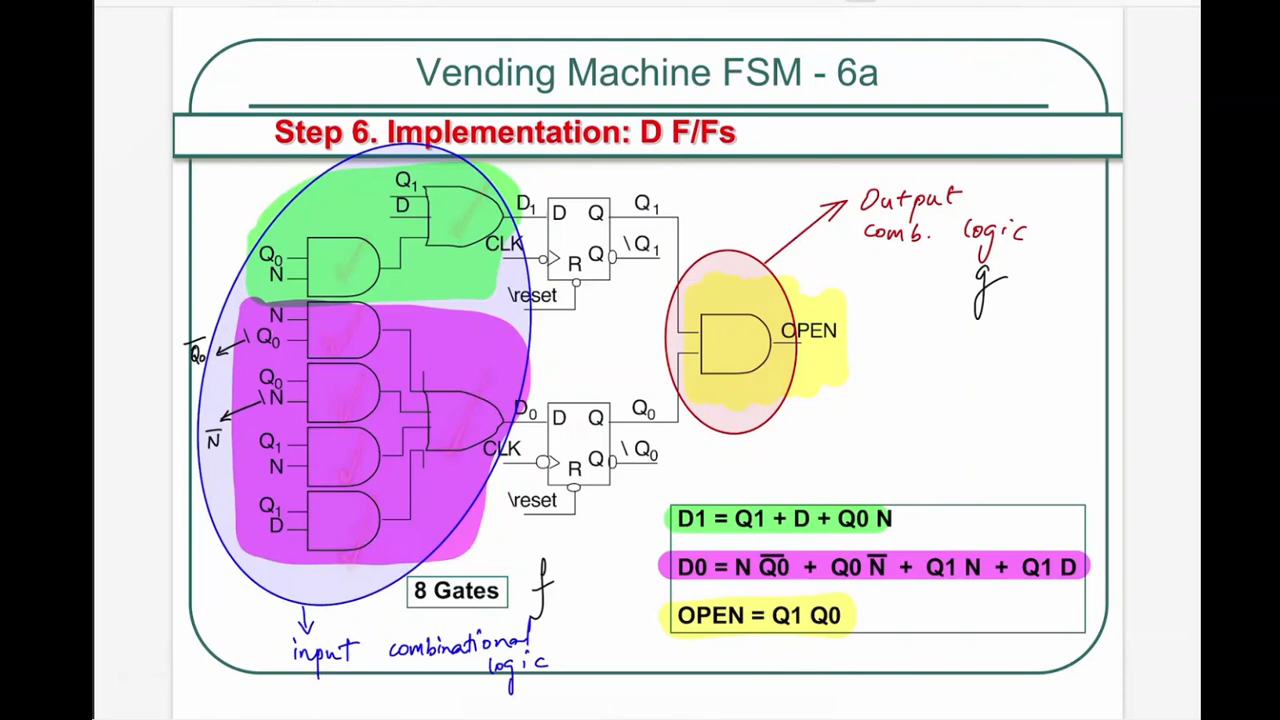 Vending Machine FSM - 6a
Step 6. Implementation: D F/Fs
Q1
D
Q0
N
D1
CLK
D Q
Q
R
\reset
Q1
\ Q1
N
\ Q0
Q̅0̅
Q0
\ N
N̅
Q1
N
Q1
D
D0
CLK
D Q
Q
R
\reset
Q0
\ Q0
OPEN
Output
comb. logic
g
8 Gates
f
input combinational
logic
D1 = Q1 + D + Q0 N
D0 = N Q̅0̅ + Q0 N̅ + Q1 N + Q1 D
OPEN = Q1 Q0